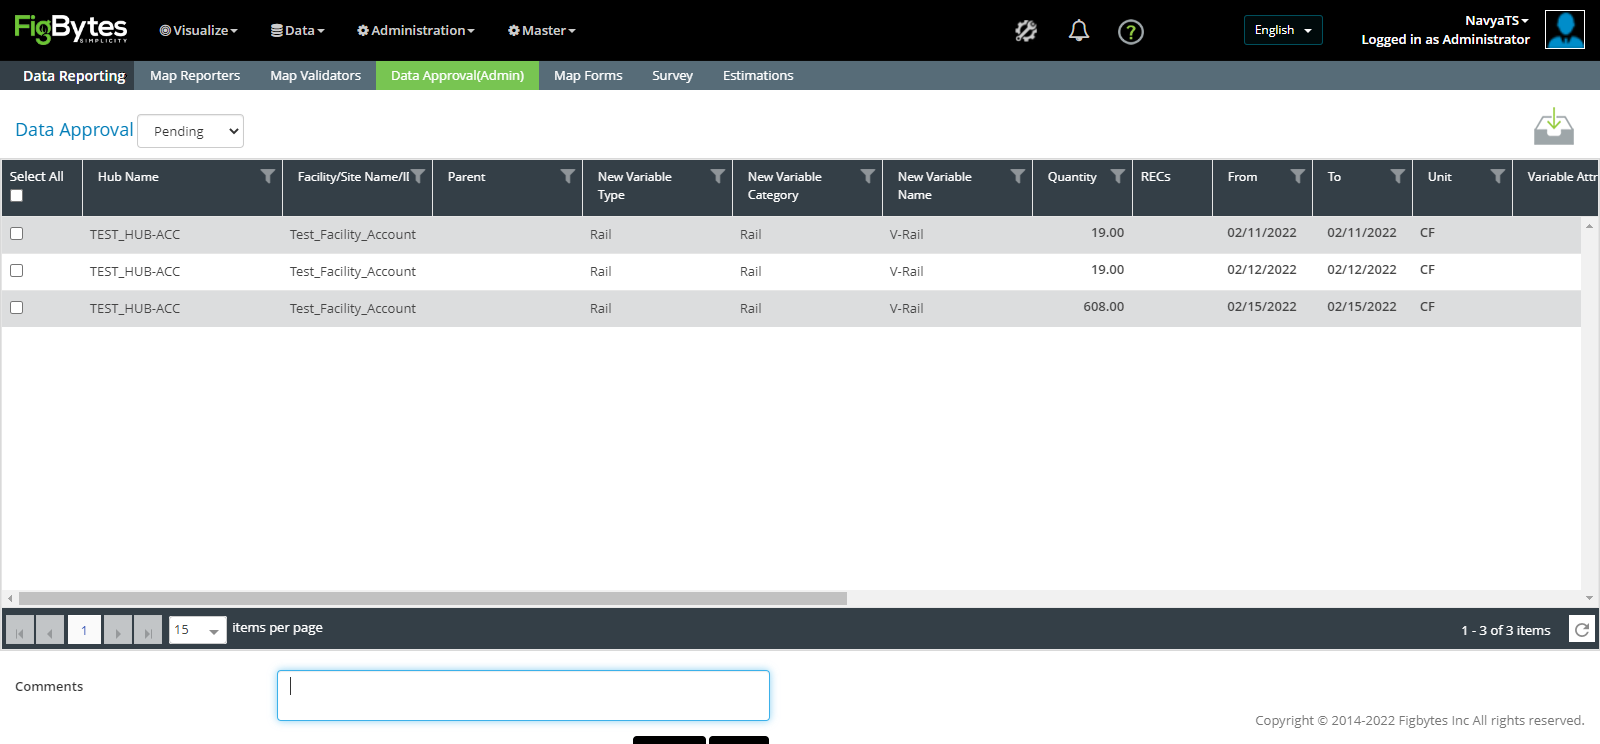 FigBytes
SIMPLICITY
Visualize
Data
Administration
Master
?
English
NavyaTS
Logged in as Administrator
Data Reporting
Map Reporters
Map Validators
Data Approval(Admin)
Map Forms
Survey
Estimations
Data Approval
Pending
Select All
Hub Name
Facility/Site Name/II
Parent
New Variable
Type
New Variable
Category
New Variable
Name
Quantity
RECs
From
To
Unit
Variable Attr
TEST_HUB-ACC Test_Facility_Account Rail Rail V-Rail 19.00 02/11/2022 02/11/2022 CF
TEST_HUB-ACC Test_Facility_Account Rail Rail V-Rail 19.00 02/12/2022 02/12/2022 CF
TEST_HUB-ACC Test_Facility_Account Rail Rail V-Rail 608.00 02/15/2022 02/15/2022 CF
1
15
items per page
1 - 3 of 3 items
Comments
Copyright © 2014-2022 Figbytes Inc All rights reserved.